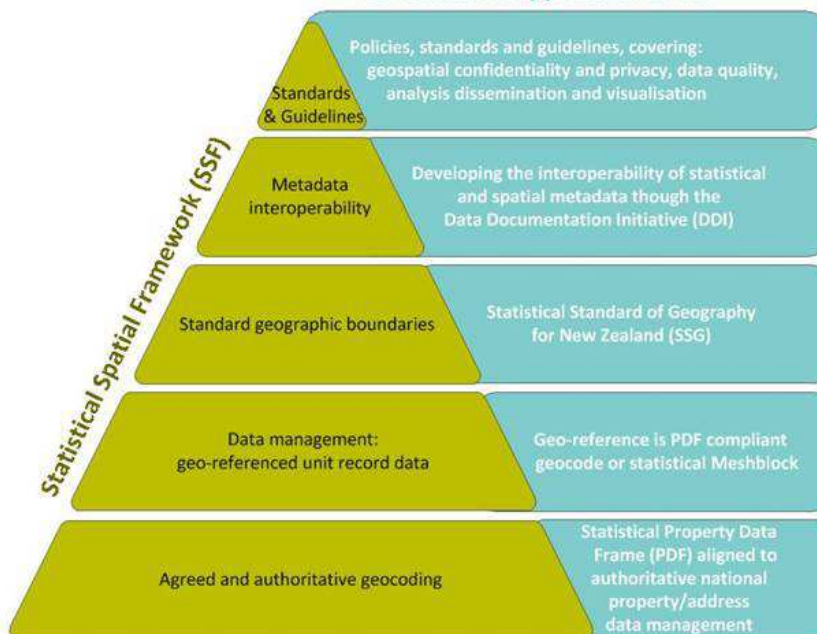 Policies, standards and guidelines, covering:
geospatial confidentiality and privacy, data quality,
analysis dissemination and visualisation
Standards
& Guidelines
Metadata
interoperability
Developing the interoperability of statistical
and spatial metadata though the
Data Documentation Initiative (DDI)
Statistical Spatial Framework (SSF)
Standard geographic boundaries
Statistical Standard of Geography
for New Zealand (SSG)
Data management:
geo-referenced unit record data
Geo-reference is PDF compliant
geocode or statistical Meshblock
Agreed and authoritative geocoding
Statistical Property Data
Frame (PDF) aligned to
authoritative national
property/address
data management